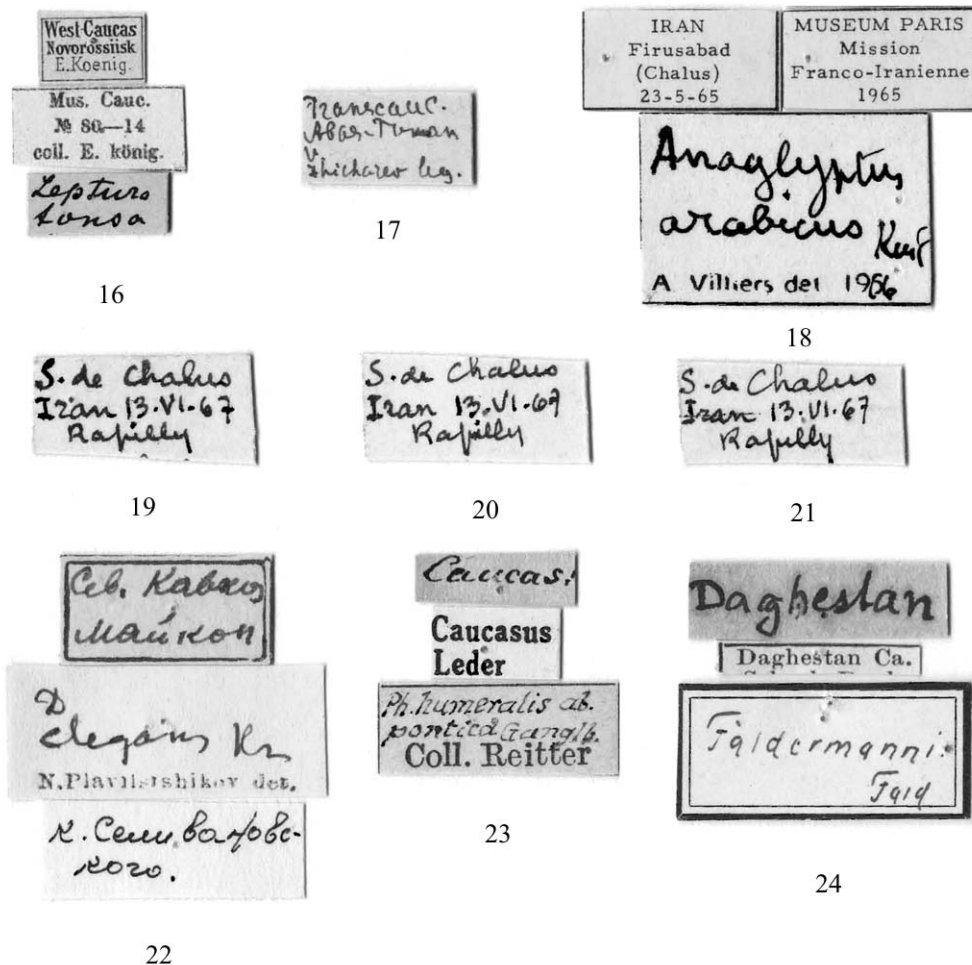 West-Caucas
Novorossiisk
E.Koenig.
Mus. Cauc.
№ 80—14
coll. E. könig.
Leptura
tonsa
16
Transcauc.
Abas-Tuman
leg.
17
IRAN
Firusabad
(Chalus)
23-5-65
MUSEUM PARIS
Mission
Franco-Iranienne
1965
Anaglyptus
arabicus
A Villiers det 1966
18
S. de Chalus
Iran 13.VI.67
Rapilly
19
S. de Chalus
Iran 13.VI.67
Rapilly
20
S. de Chalus
Iran 13.VI.67
Rapilly
21
Сев. Кавказ
Майкоп
D
elegans Kr
N.Plavilstshikov det.
к.
кого.
22
Caucas.
Caucasus
Leder
Ph. humeralis ab.
pontica Ganglb.
Coll. Reitter
23
Daghestan
Daghestan Ca.
Faldermanni.
Fald
24